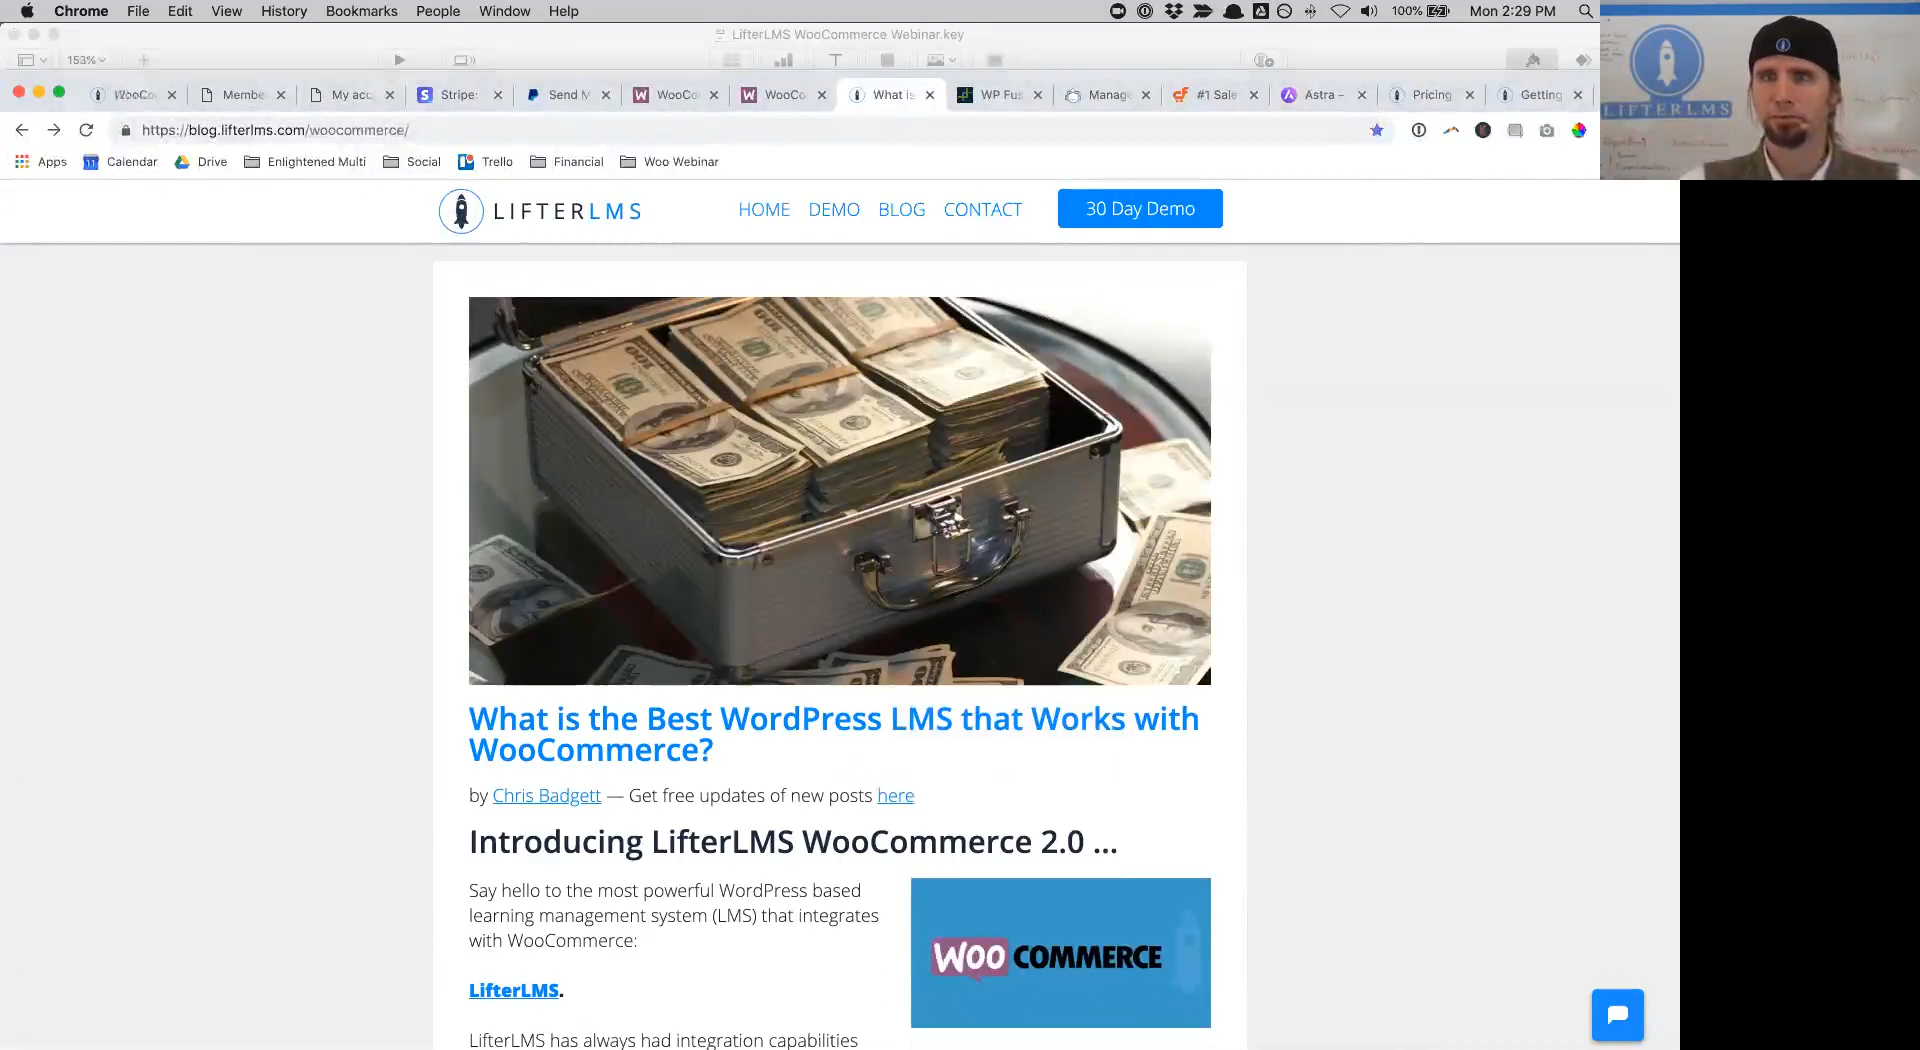 Chrome File Edit View History Bookmarks People Window Help 100% Mon 2:29 PM
LifterLMS WooCommerce Webinar.key
153%
WooCo Membe My acc Stripe: Send M WooCo WooCo What is WP Fus Manage #1 Sale Astra – Pricing Getting
https://blog.lifterlms.com/woocommerce/
Apps Calendar Drive Enlightened Multi Social Trello Financial Woo Webinar
LIFTERLMS
LIFTERLMS HOME DEMO BLOG CONTACT 30 Day Demo
What is the Best WordPress LMS that Works with
WooCommerce?
by Chris Badgett — Get free updates of new posts here
Introducing LifterLMS WooCommerce 2.0 ...
Say hello to the most powerful WordPress based
learning management system (LMS) that integrates
with WooCommerce:
WOO COMMERCE
LifterLMS.
LifterLMS has always had integration capabilities